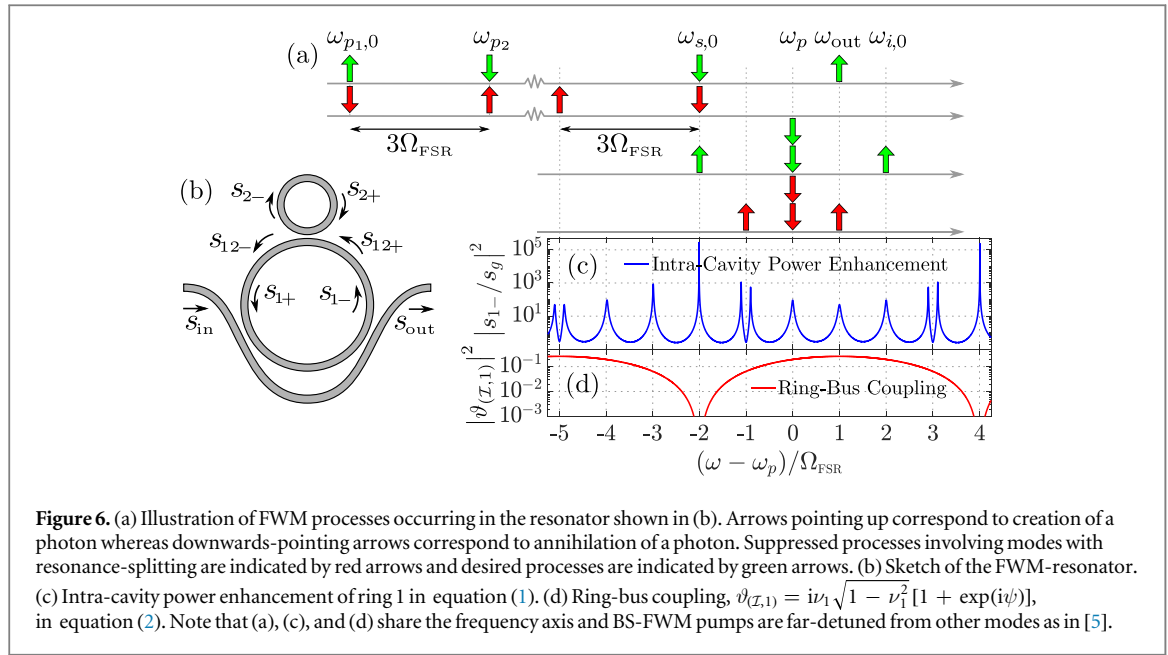 (a)
ω_{p_1,0} ω_{p_2} ω_{s,0} ω_p ω_out ω_{i,0}
3Ω_FSR 3Ω_FSR
(b)
s_{2−} s_{2+}
s_{12−} s_{12+}
s_{1+} s_{1−}
s_in s_out
(c)
Intra-Cavity Power Enhancement
|s_{1−}/s_g|^2
10^5
10^3
10^1
(d)
Ring-Bus Coupling
|ϑ_{(𝓘,1)}|^2
10^{-1}
10^{-2}
10^{-3}
-5 -4 -3 -2 -1 0 1 2 3 4
(ω − ω_p)/Ω_FSR
Figure 6. (a) Illustration of FWM processes occurring in the resonator shown in (b). Arrows pointing up correspond to creation of a
photon whereas downwards-pointing arrows correspond to annihilation of a photon. Suppressed processes involving modes with
resonance-splitting are indicated by red arrows and desired processes are indicated by green arrows. (b) Sketch of the FWM-resonator.
(c) Intra-cavity power enhancement of ring 1 in equation (1). (d) Ring-bus coupling, ϑ_{(𝓘,1)} = iν_1√(1 − ν_1^2) [1 + exp(iψ)],
in equation (2). Note that (a), (c), and (d) share the frequency axis and BS-FWM pumps are far-detuned from other modes as in [5].